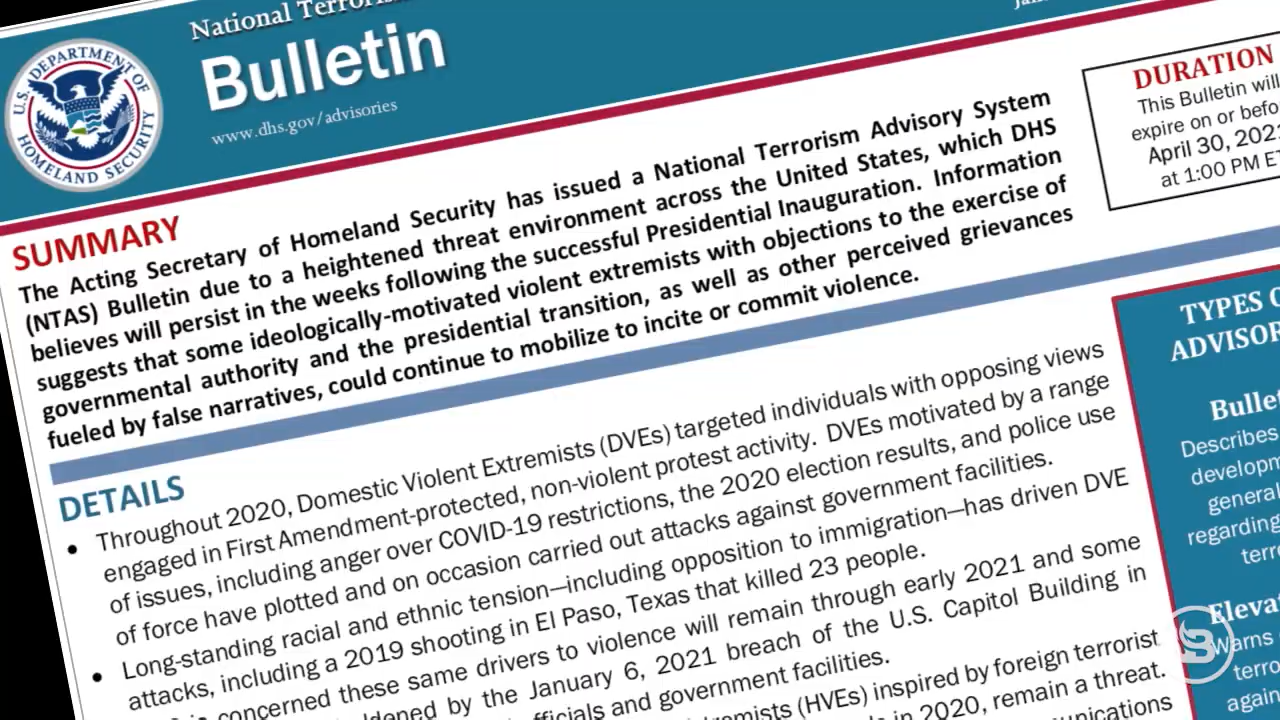 National Terrorism
Bulletin
www.dhs.gov/advisories
U.S. DEPARTMENT OF
HOMELAND SECURITY
DURATION
This Bulletin will
expire on or before
April 30, 202
at 1:00 PM ET
SUMMARY
The Acting Secretary of Homeland Security has issued a National Terrorism Advisory System
(NTAS) Bulletin due to a heightened threat environment across the United States, which DHS
believes will persist in the weeks following the successful Presidential Inauguration. Information
suggests that some ideologically-motivated violent extremists with objections to the exercise of
governmental authority and the presidential transition, as well as other perceived grievances
fueled by false narratives, could continue to mobilize to incite or commit violence.
DETAILS
• Throughout 2020, Domestic Violent Extremists (DVEs) targeted individuals with opposing views
engaged in First Amendment-protected, non-violent protest activity. DVEs motivated by a range
of issues, including anger over COVID-19 restrictions, the 2020 election results, and police use
of force have plotted and on occasion carried out attacks against government facilities.
• Long-standing racial and ethnic tension—including opposition to immigration—has driven DVE
attacks, including a 2019 shooting in El Paso, Texas that killed 23 people.
is concerned these same drivers to violence will remain through early 2021 and some
by the January 6, 2021 breach of the U.S. Capitol Building in
officials and government facilities.
(HVEs) inspired by foreign terrorist
in 2020, remain a threat.
TYPES O
ADVISOR
Bullet
Describes
developm
general
regarding
terro
Elevat
Warns
terro
again